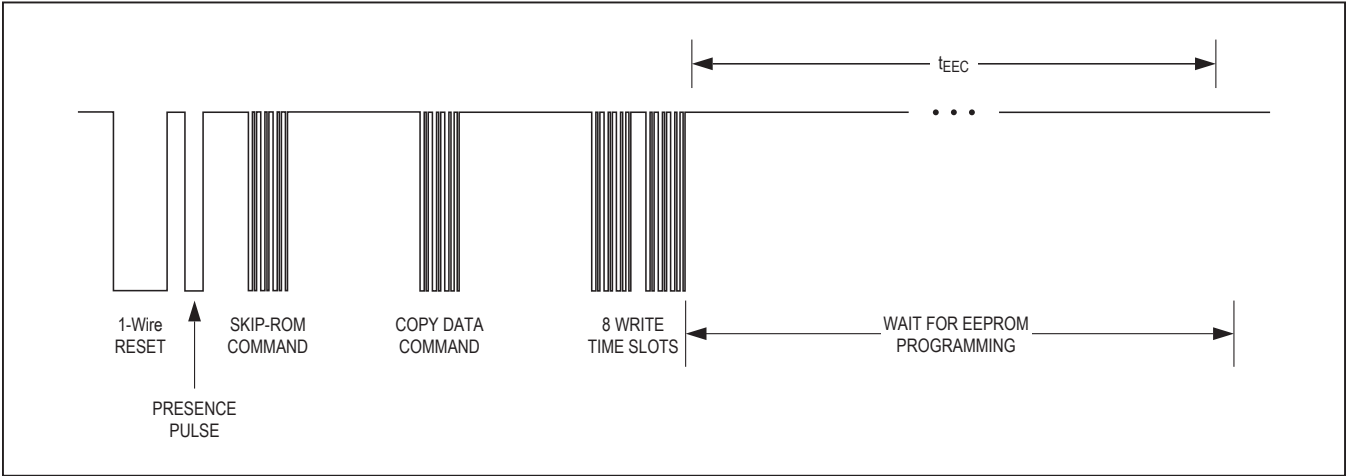 tEEC
1-Wire
RESET
SKIP-ROM
COMMAND
COPY DATA
COMMAND
8 WRITE
TIME SLOTS
WAIT FOR EEPROM
PROGRAMMING
PRESENCE
PULSE